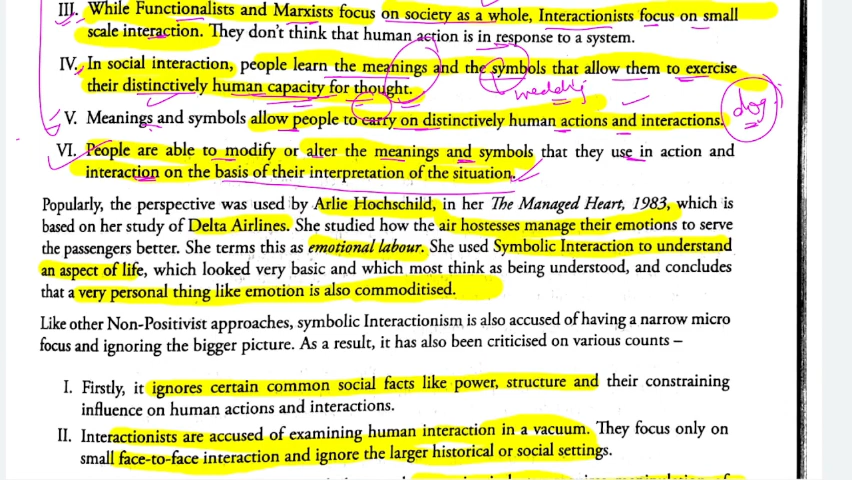 III. While Functionalists and Marxists focus on society as a whole, Interactionists focus on small
scale interaction. They don't think that human action is in response to a system.
IV. In social interaction, people learn the meanings and the symbols that allow them to exercise
their distinctively human capacity for thought.
wedding
dog
V. Meanings and symbols allow people to carry on distinctively human actions and interactions.
VI. People are able to modify or alter the meanings and symbols that they use in action and
interaction on the basis of their interpretation of the situation.
Popularly, the perspective was used by Arlie Hochschild, in her The Managed Heart, 1983, which is
based on her study of Delta Airlines. She studied how the air hostesses manage their emotions to serve
the passengers better. She terms this as emotional labour. She used Symbolic Interaction to understand
an aspect of life, which looked very basic and which most think as being understood, and concludes
that a very personal thing like emotion is also commoditised.
Like other Non-Positivist approaches, symbolic Interactionism is also accused of having a narrow micro
focus and ignoring the bigger picture. As a result, it has also been criticised on various counts –
I. Firstly, it ignores certain common social facts like power, structure and their constraining
influence on human actions and interactions.
II. Interactionists are accused of examining human interaction in a vacuum. They focus only on
small face-to-face interaction and ignore the larger historical or social settings.